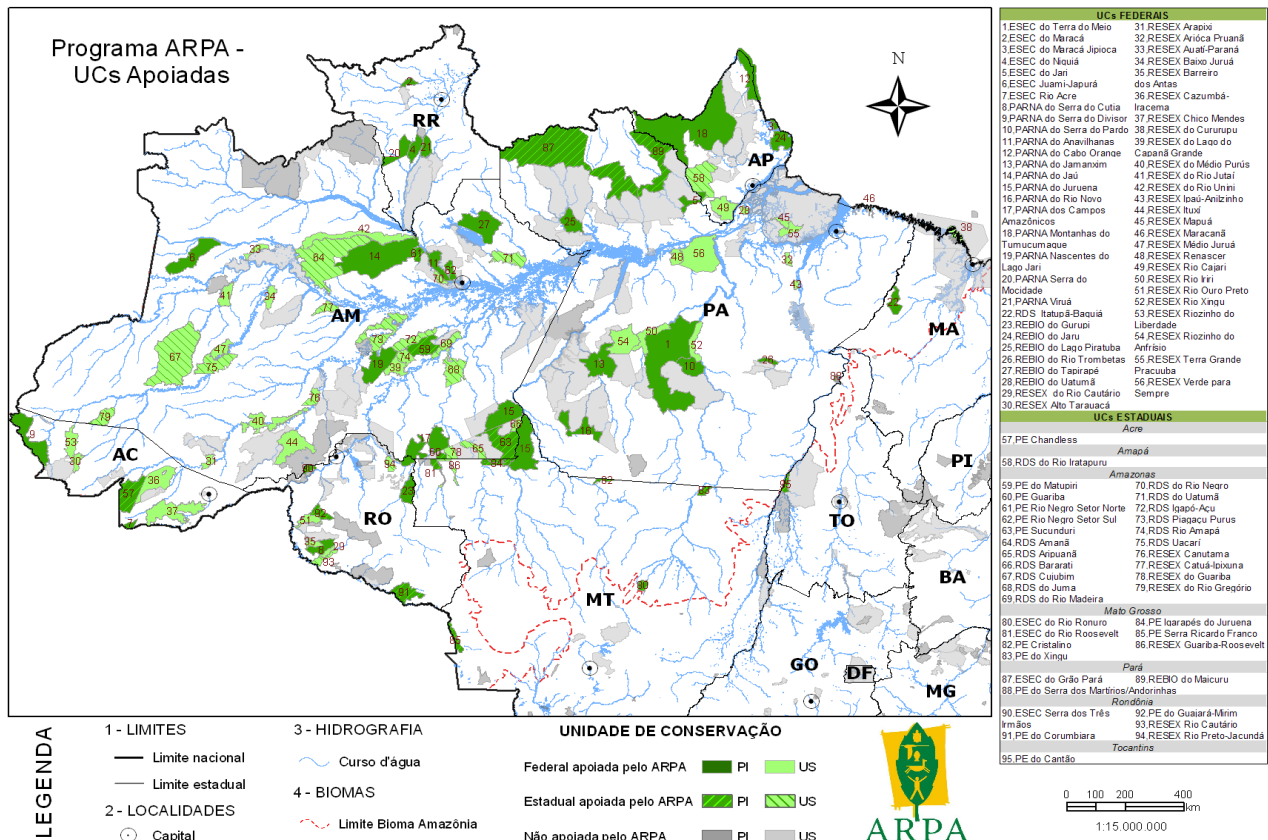 Programa ARPA -
UCs Apoiadas
N
RR
AP
AM
PA
MA
AC
RO
TO
PI
BA
MT
GO
DF
MG
UCs FEDERAIS
1,ESEC do Terra do Meio
2,ESEC do Maracá
3,ESEC do Maracá Jipioca
4,ESEC do Niquiá
5,ESEC do Jari
6,ESEC Juami-Japurá
7,ESEC Rio Acre
8,PARNA do Serra do Cutia
9,PARNA do Serra do Divisor
10,PARNA do Serra do Pardo
11,PARNA do Anavilhanas
12,PARNA do Cabo Orange
13,PARNA do Jamanxim
14,PARNA do Jaú
15,PARNA do Juruena
16,PARNA do Rio Novo
17,PARNA dos Campos
Amazônicos
18,PARNA Montanhas do
Tumucumaque
19,PARNA Nascentes do
Lago Jari
20,PARNA Serra do
Mocidade
21,PARNA Viruá
22,RDS Itatupã-Baquiá
23,REBIO do Gurupi
24,REBIO do Jaru
25,REBIO do Lago Piratuba
26,REBIO do Rio Trombetas
27,REBIO do Tapirapé
28,REBIO do Uatumã
29,RESEX do Rio Cautário
30,RESEX Alto Tarauacá
31,RESEX Arapixi
32,RESEX Arióca Pruanã
33,RESEX Auatí-Paraná
34,RESEX Baixo Juruá
35,RESEX Barreiro
dos Antas
36,RESEX Cazumbá-
Iracema
37,RESEX Chico Mendes
38,RESEX do Cururupu
39,RESEX do Lago do
Capanã Grande
40,RESEX do Médio Purús
41,RESEX do Rio Jutaí
42,RESEX do Rio Unini
43,RESEX Ipaú-Anilzinho
44,RESEX Ituxí
45,RESEX Mapuá
46,RESEX Maracanã
47,RESEX Médio Juruá
48,RESEX Renascer
49,RESEX Rio Cajari
50,RESEX Rio Iriri
51,RESEX Rio Ouro Preto
52,RESEX Rio Xingu
53,RESEX Riozinho do
Liberdade
54,RESEX Riozinho do
Anfrísio
55,RESEX Terra Grande
Pracuuba
56,RESEX Verde para
Sempre
UCs ESTADUAIS
Acre
57,PE Chandless
Amapá
58,RDS do Rio Iratapuru
Amazonas
59,PE do Matupiri
60,PE Guariba
61,PE Rio Negro Setor Norte
62,PE Rio Negro Setor Sul
63,PE Sucunduri
64,RDS Amanã
65,RDS Aripuanã
66,RDS Bararati
67,RDS Cujubim
68,RDS do Juma
69,RDS do Rio Madeira
70,RDS do Rio Negro
71,RDS do Uatumã
72,RDS Igapó-Açu
73,RDS Piagaçu Purus
74,RDS Rio Amapá
75,RDS Uacarí
76,RESEX Canutama
77,RESEX Catuá-Ipixuna
78,RESEX do Guariba
79,RESEX do Rio Gregório
Mato Grosso
80,ESEC do Rio Ronuro
81,ESEC do Rio Roosevelt
82,PE Cristalino
83,PE do Xingu
84,PE Igarapés do Juruena
85,PE Serra Ricardo Franco
86,RESEX Guariba-Roosevelt
Pará
87,ESEC do Grão Pará
88,PE do Serra dos Martírios/Andorinhas
89,REBIO do Maicuru
Rondônia
90,ESEC Serra dos Três
Irmãos
91,PE do Corumbiara
92,PE do Guajará-Mirim
93,RESEX Rio Cautário
94,RESEX Rio Preto-Jacundá
Tocantins
95,PE do Cantão
LEGENDA
1 - LIMITES
Limite nacional
Limite estadual
2 - LOCALIDADES
Capital
3 - HIDROGRAFIA
Curso d'água
4 - BIOMAS
Limite Bioma Amazônia
UNIDADE DE CONSERVAÇÃO
Federal apoiada pelo ARPA PI US
Estadual apoiada pelo ARPA PI US
Não apoiada pelo ARPA PI US
ARPA
0 100 200 400
km
1:15.000.000